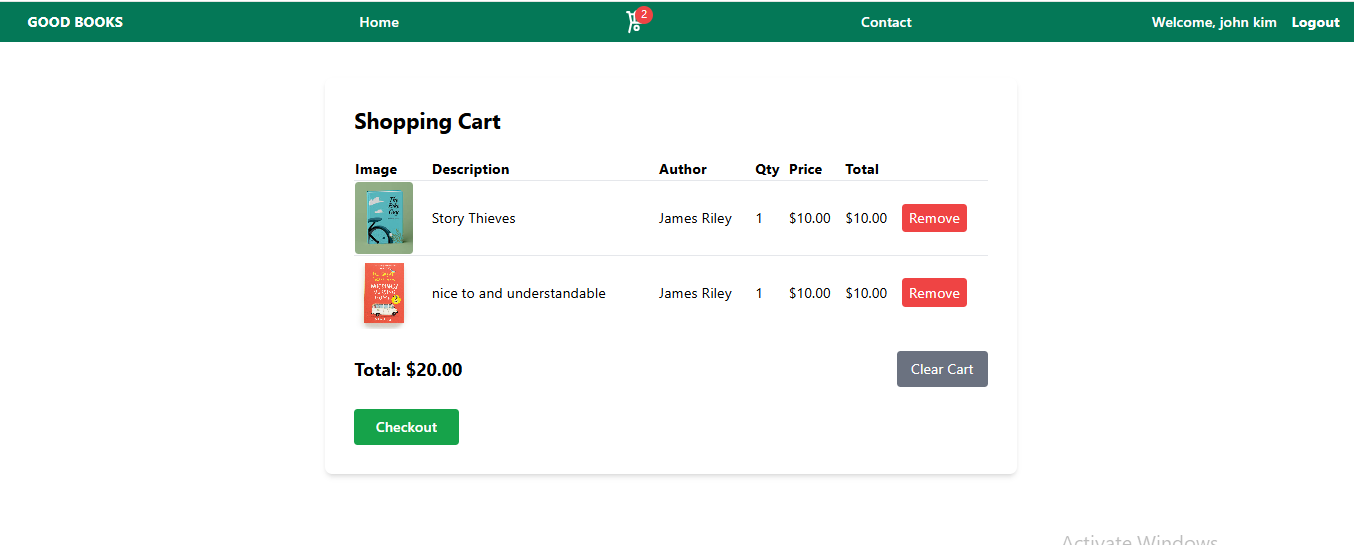 GOOD BOOKS Home 2 Contact Welcome, john kim Logout
Shopping Cart
Image Description Author Qty Price Total
Story Thieves James Riley 1 $10.00 $10.00 Remove
nice to and understandable James Riley 1 $10.00 $10.00 Remove
Total: $20.00 Clear Cart
Checkout
Activate Windows